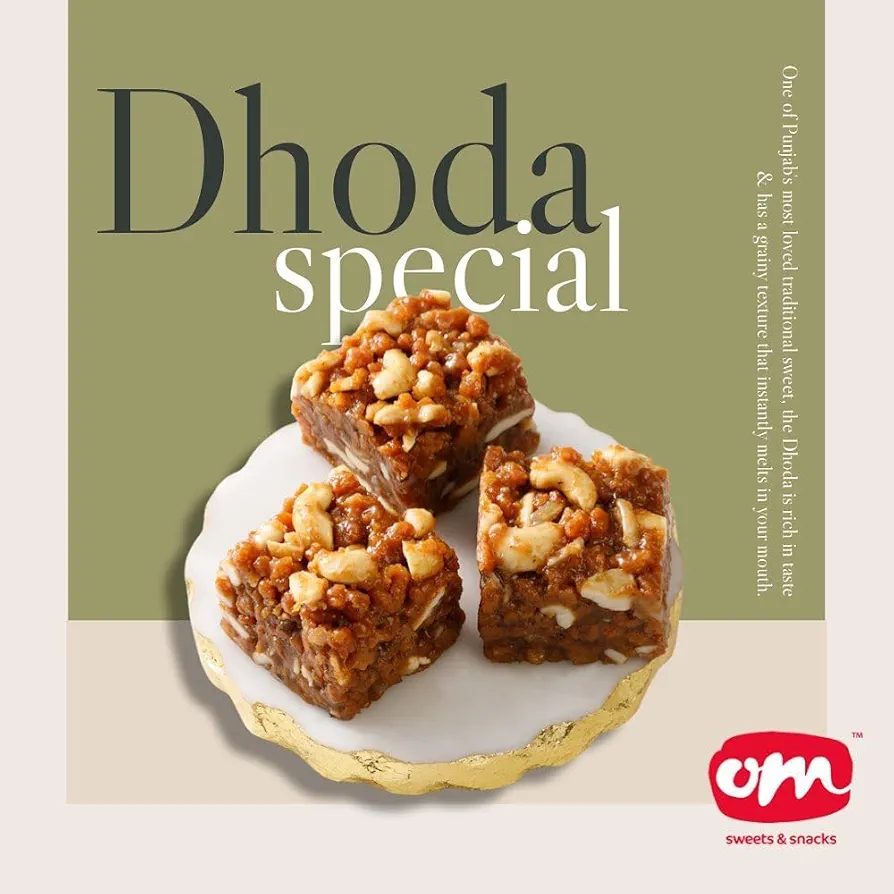 Dhoda
special
One of Punjab's most loved traditional sweet, the Dhoda is rich in taste
& has a grainy texture that instantly melts in your mouth.
om
TM
sweets & snacks